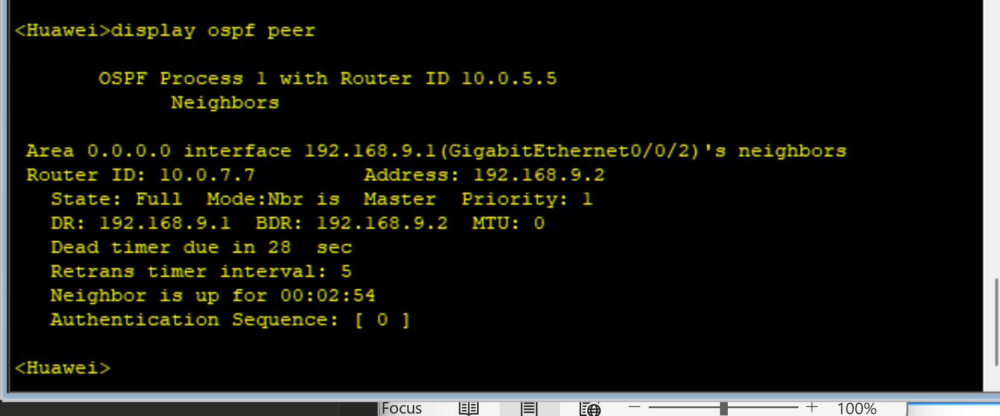 <Huawei>display ospf peer
OSPF Process 1 with Router ID 10.0.5.5
Neighbors
Area 0.0.0.0 interface 192.168.9.1(GigabitEthernet0/0/2)'s neighbors
Router ID: 10.0.7.7 Address: 192.168.9.2
State: Full Mode:Nbr is Master Priority: 1
DR: 192.168.9.1 BDR: 192.168.9.2 MTU: 0
Dead timer due in 28 sec
Retrans timer interval: 5
Neighbor is up for 00:02:54
Authentication Sequence: [ 0 ]
<Huawei>
Focus 100%